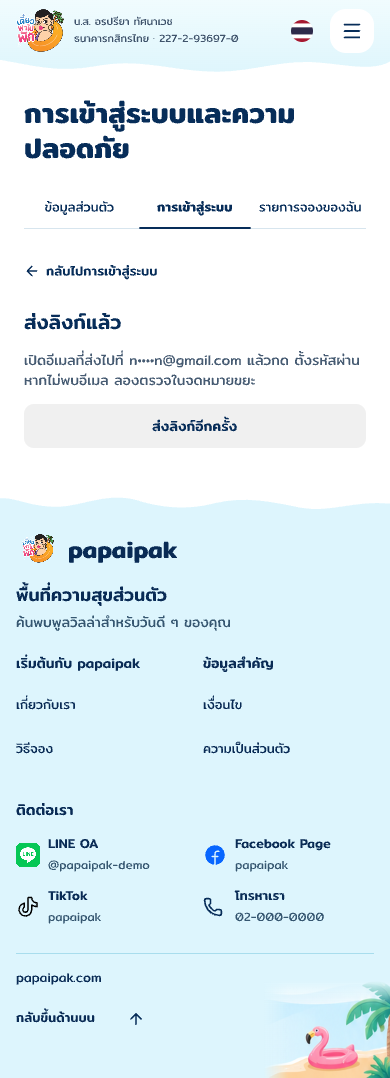 น.ส. อรปรียา ทัศนาเวช
ธนาคารกสิกรไทย · 227-2-93697-0
การเข้าสู่ระบบและความ
ปลอดภัย
ข้อมูลส่วนตัว
การเข้าสู่ระบบ
รายการจองของฉัน
← กลับไปการเข้าสู่ระบบ
ส่งลิงก์แล้ว
เปิดอีเมลที่ส่งไปที่ n••••n@gmail.com แล้วกด ตั้งรหัสผ่าน
หากไม่พบอีเมล ลองตรวจในจดหมายขยะ
ส่งลิงก์อีกครั้ง
papaipak
พื้นที่ความสุขส่วนตัว
ค้นพบพูลวิลล่าสำหรับวันดี ๆ ของคุณ
เริ่มต้นกับ papaipak
ข้อมูลสำคัญ
เกี่ยวกับเรา
เงื่อนไข
วิธีจอง
ความเป็นส่วนตัว
ติดต่อเรา
LINE OA
@papaipak-demo
Facebook Page
papaipak
TikTok
papaipak
โทรหาเรา
02-000-0000
papaipak.com
กลับขึ้นด้านบน ↑